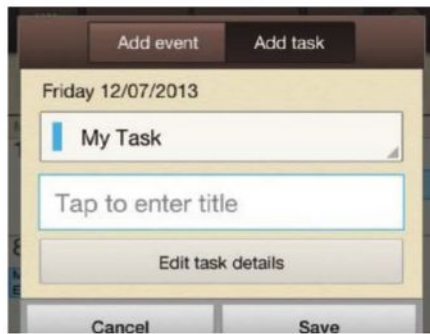 Add event Add task
Friday 12/07/2013
My Task
Tap to enter title
Edit task details
Cancel Save